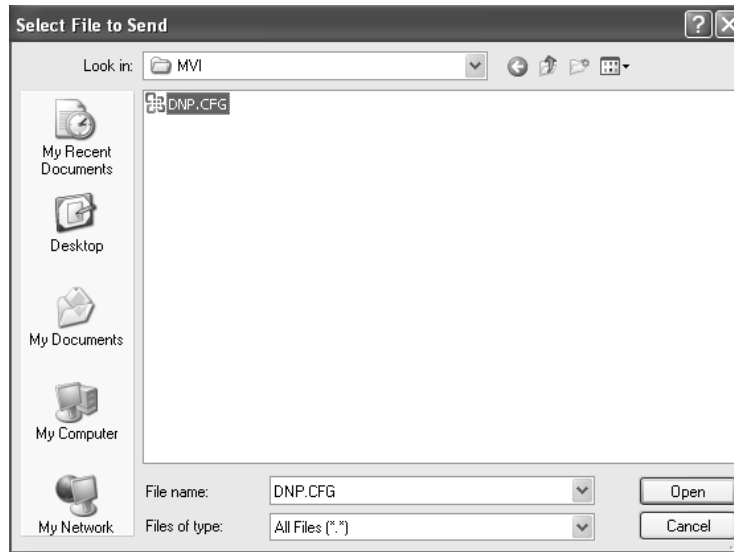 Select File to Send
?
Look in:
MVI
DNP.CFG
My Recent
Documents
Desktop
My Documents
My Computer
My Network
File name:
DNP.CFG
Open
Files of type:
All Files (*.*)
Cancel